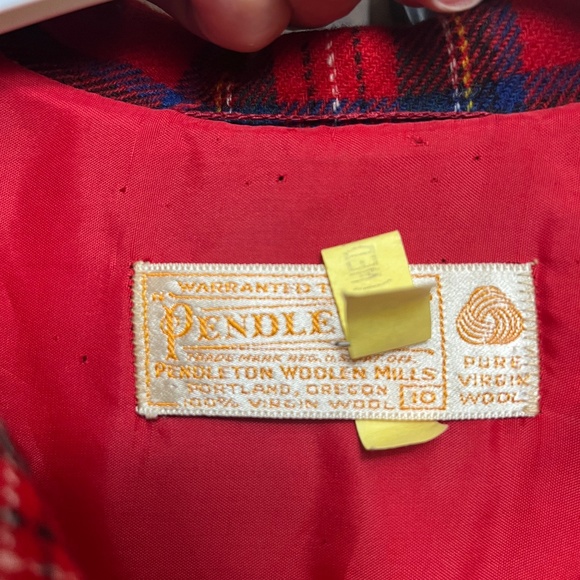 WARRANTED T
PENDLE
TRADE MARK REG. U.S. PAT. OFF.
PENDLETON WOOLEN MILLS
PORTLAND, OREGON
100% VIRGIN WOOL
10
PURE
VIRGIN
WOOL